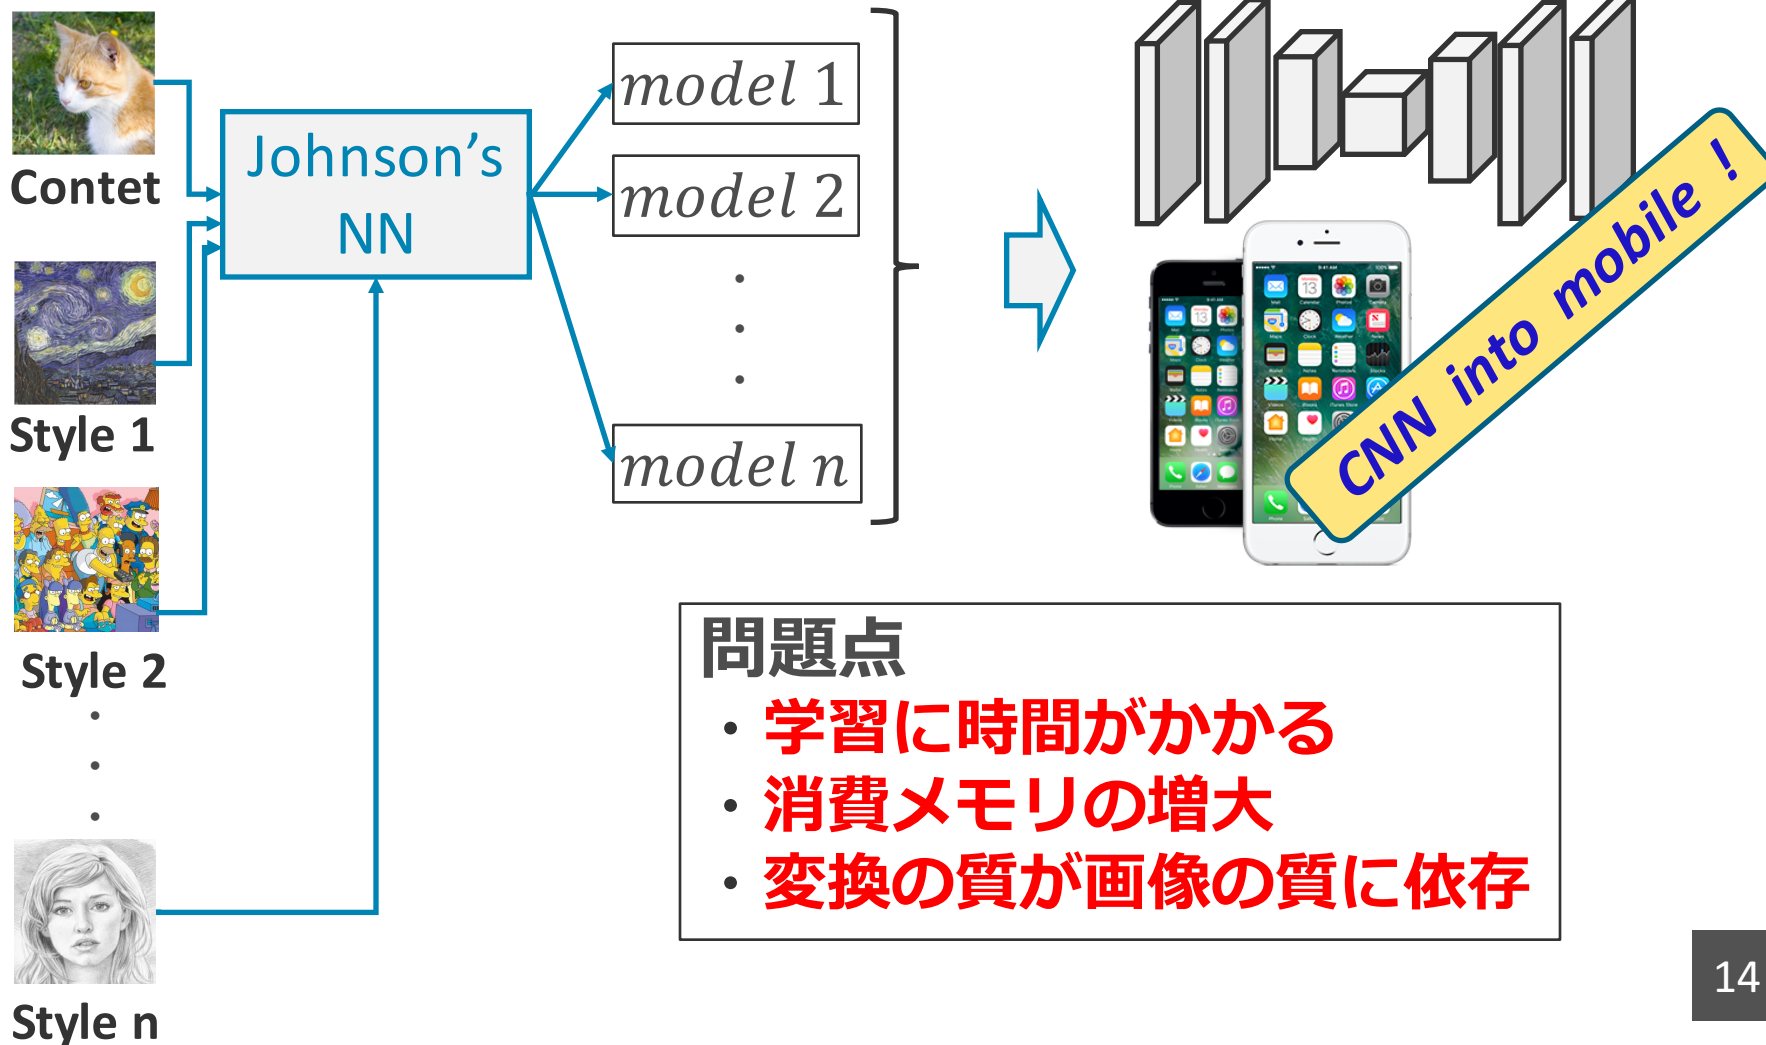 Contet
Style 1
Style 2
Style n
Johnson's
NN
model 1
model 2
model n
CNN into mobile !
問題点
・学習に時間がかかる
・消費メモリの増大
・変換の質が画像の質に依存
14